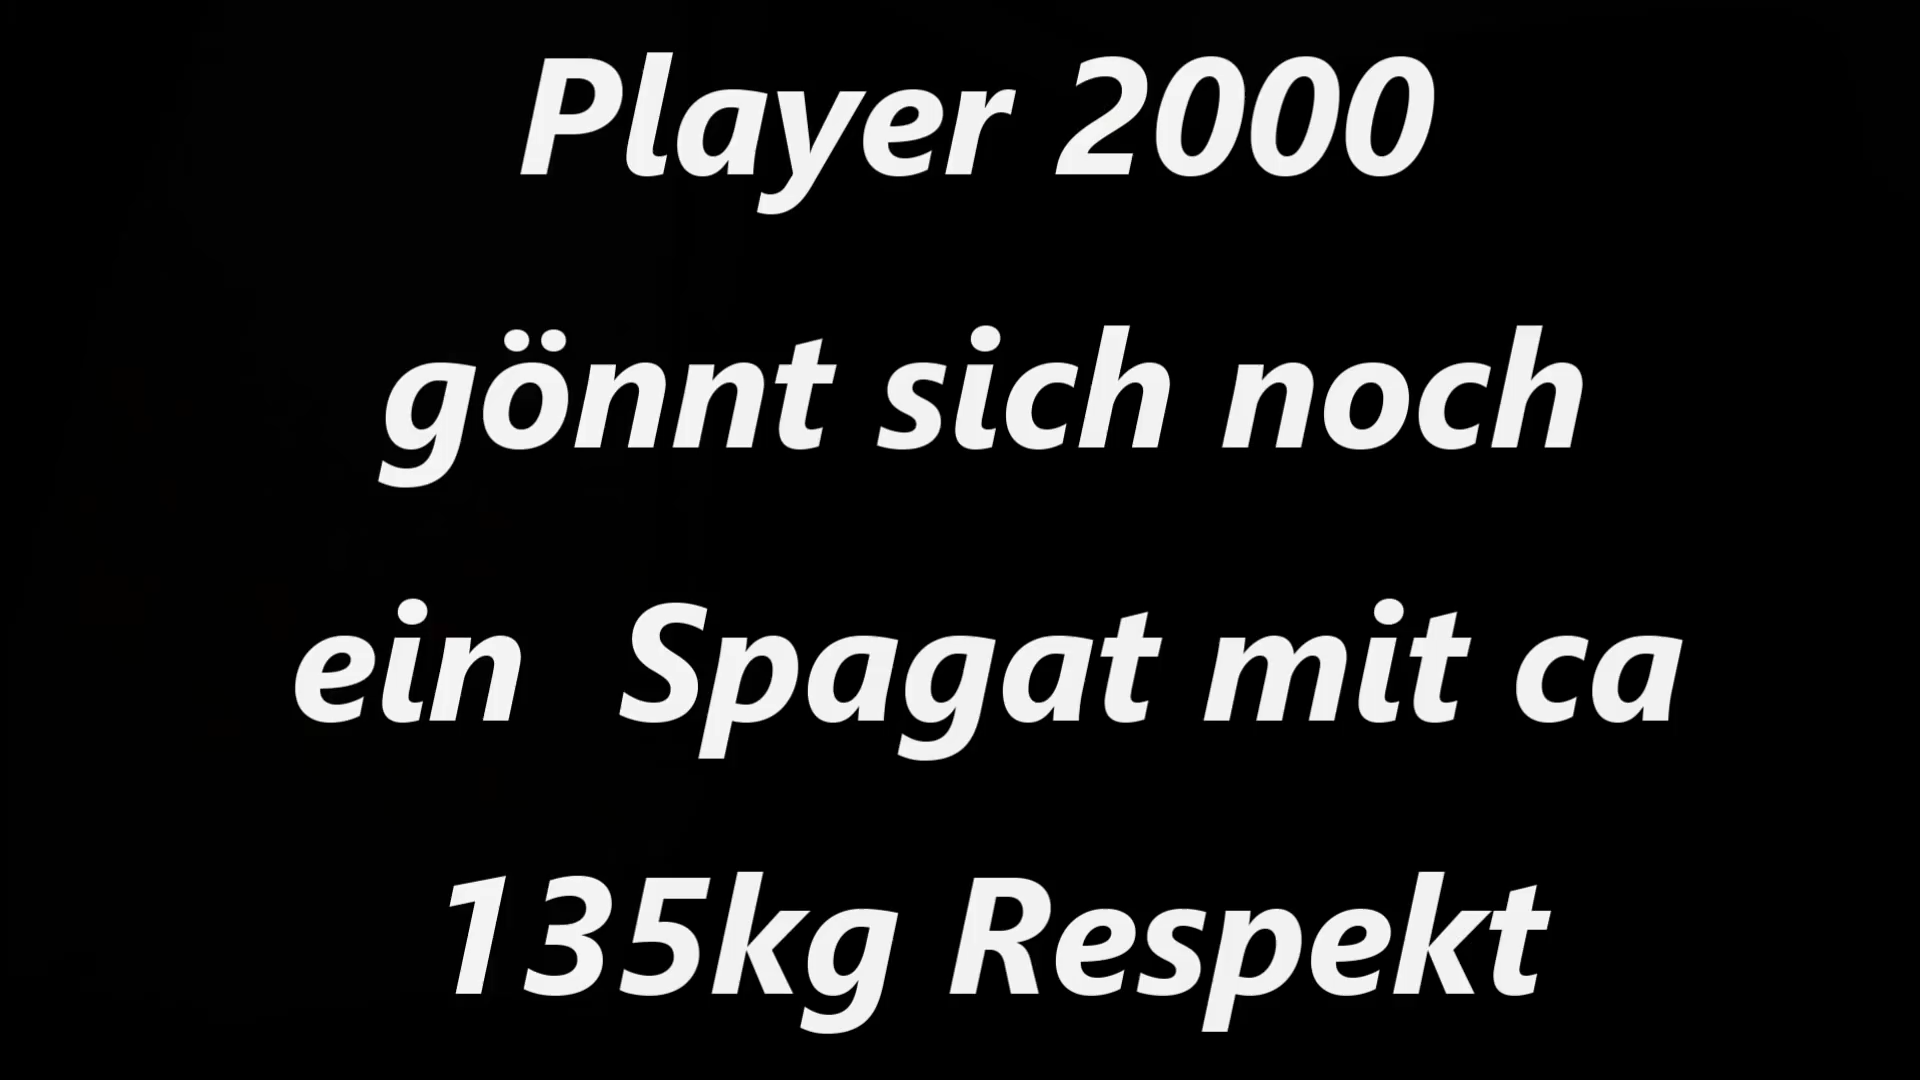 Player 2000
gönnt sich noch
ein  Spagat mit ca
135kg Respekt